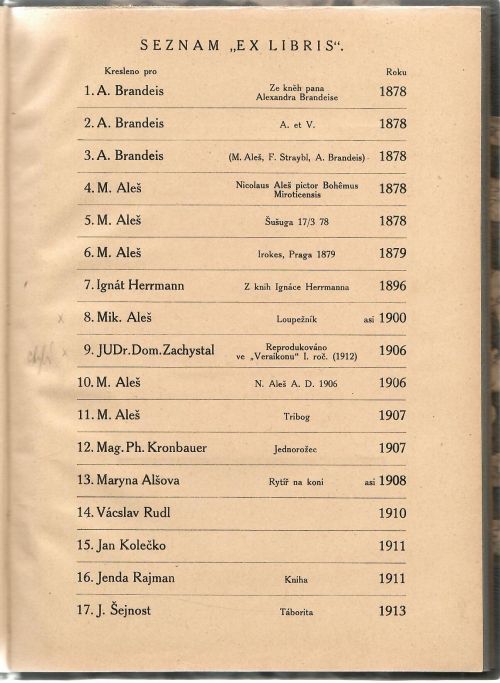 SEZNAM „EX LIBRIS“.
Kresleno pro Roku
1. A. Brandeis Ze kněh pana Alexandra Brandeise 1878
2. A. Brandeis A. et V. 1878
3. A. Brandeis (M. Aleš, F. Straybl, A. Brandeis) 1878
4. M. Aleš Nicolaus Aleš pictor Bohêmus Miroticensis 1878
5. M. Aleš Šušuga 17/3 78 1878
6. M. Aleš Irokes, Praga 1879 1879
7. Ignát Herrmann Z knih Ignáce Herrmanna 1896
x 8. Mik. Aleš Loupežník asi 1900
x 9. JUDr. Dom. Zachystal Reprodukováno ve „Veraikonu“ I. roč. (1912) 1906
10. M. Aleš N. Aleš A. D. 1906 1906
11. M. Aleš Tribog 1907
12. Mag. Ph. Kronbauer Jednorožec 1907
13. Maryna Alšova Rytíř na koni asi 1908
14. Vácslav Rudl 1910
15. Jan Kolečko 1911
16. Jenda Rajman Kniha 1911
17. J. Šejnost Táborita 1913